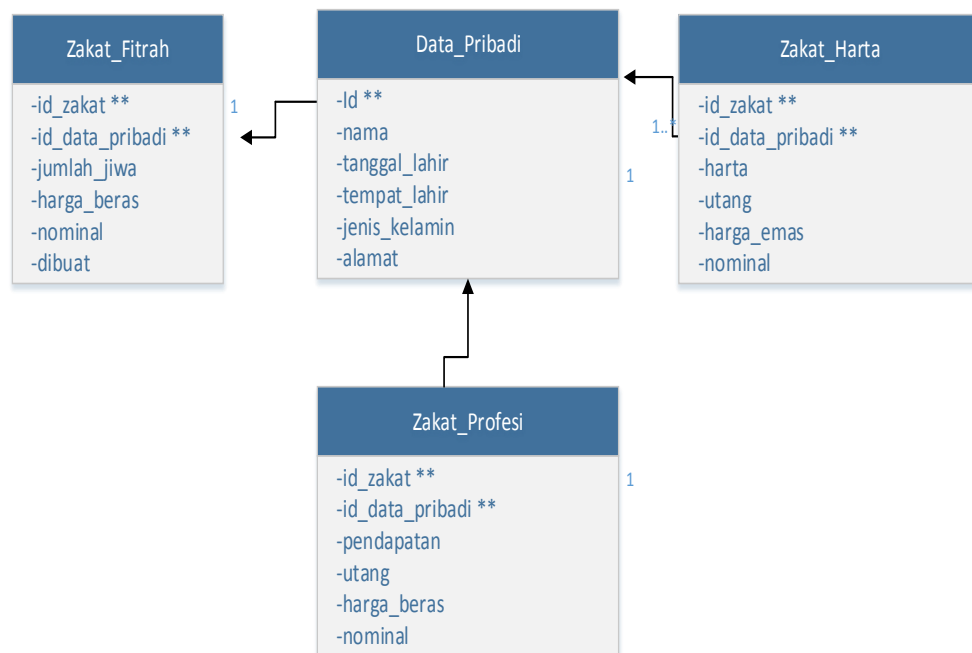 Zakat_Fitrah
-id_zakat **
-id_data_pribadi **
-jumlah_jiwa
-harga_beras
-nominal
-dibuat
1
Data_Pribadi
-Id **
-nama
-tanggal_lahir
-tempat_lahir
-jenis_kelamin
-alamat
1
1..*
Zakat_Harta
-id_zakat **
-id_data_pribadi **
-harta
-utang
-harga_emas
-nominal
Zakat_Profesi
-id_zakat **
-id_data_pribadi **
-pendapatan
-utang
-harga_beras
-nominal
1